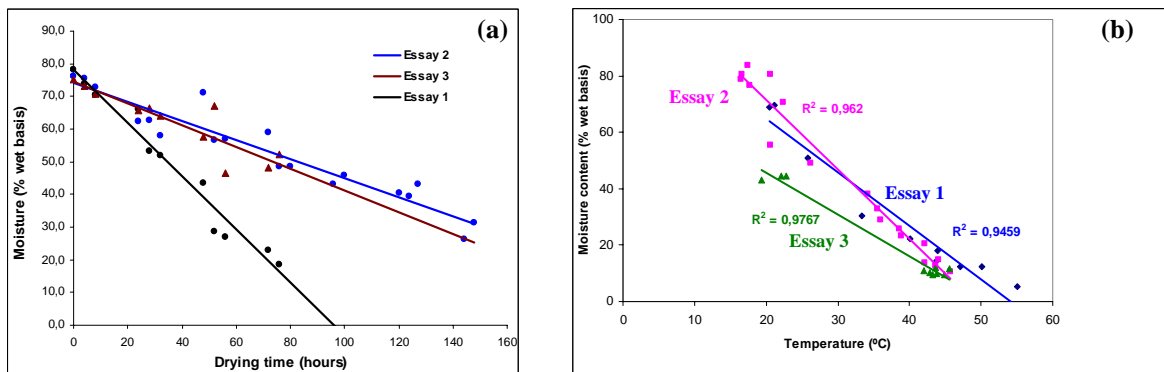 (a)
Essay 2
Essay 3
Essay 1
Moisture (% wet basis)
80,0
70,0
60,0
50,0
40,0
30,0
20,0
10,0
0,0
0 20 40 60 80 100 120 140 160
Drying time (hours)
(b)
Moisture content (% wet basis)
100
80
60
40
20
0
Essay 2
R² = 0,962
Essay 1
R² = 0,9767
R² = 0,9459
Essay 3
0 10 20 30 40 50 60
Temperature (ºC)